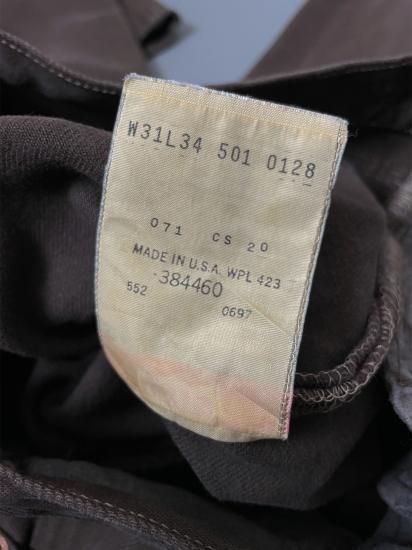 W31L34 501 0128
071 CS 20
MADE IN U.S.A. WPL 423
384460
552 0697